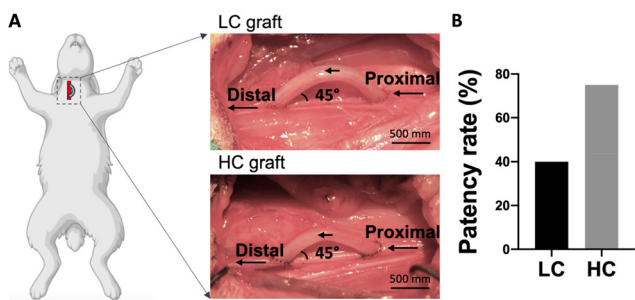 A
LC graft
Distal
45°
Proximal
500 mm
HC graft
Distal
45°
Proximal
500 mm
B
Patency rate (%)
80
60
40
20
0
LC
HC